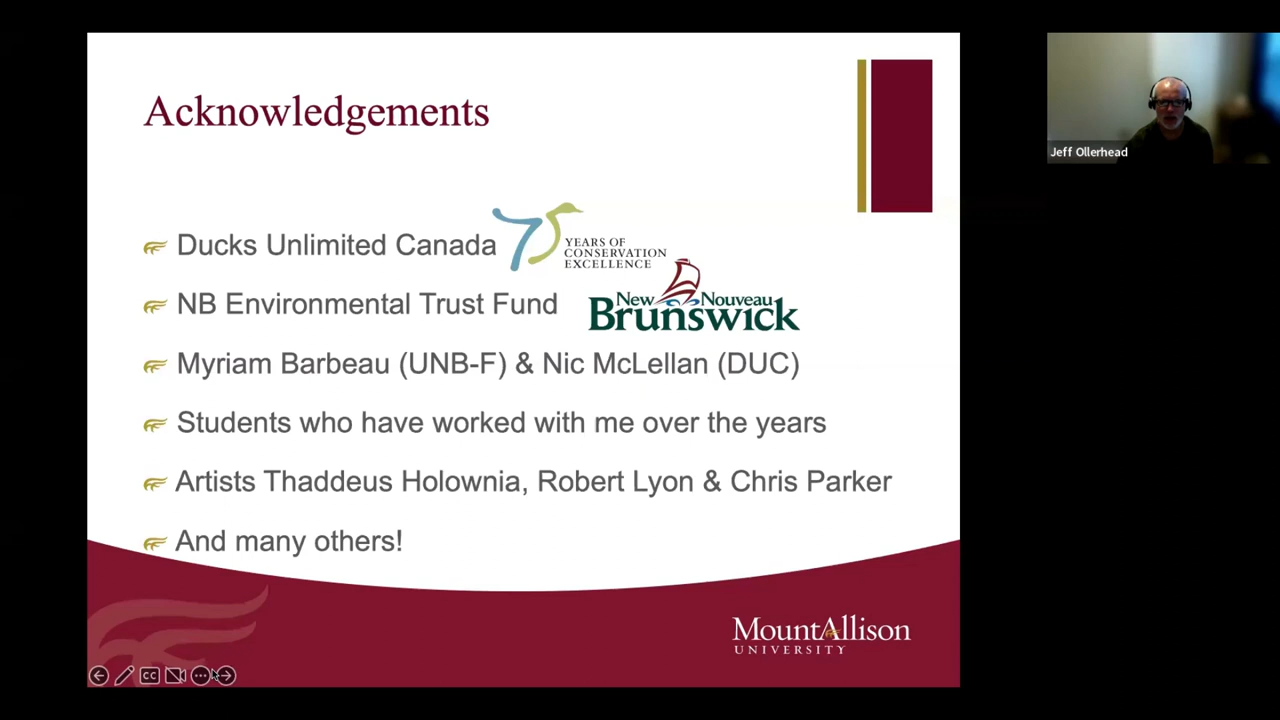 Acknowledgements
Jeff Ollerhead
Ducks Unlimited Canada
75 YEARS OF
CONSERVATION
EXCELLENCE
NB Environmental Trust Fund
New Nouveau
Brunswick
Myriam Barbeau (UNB-F) & Nic McLellan (DUC)
Students who have worked with me over the years
Artists Thaddeus Holownia, Robert Lyon & Chris Parker
And many others!
MountAllison
UNIVERSITY
CC